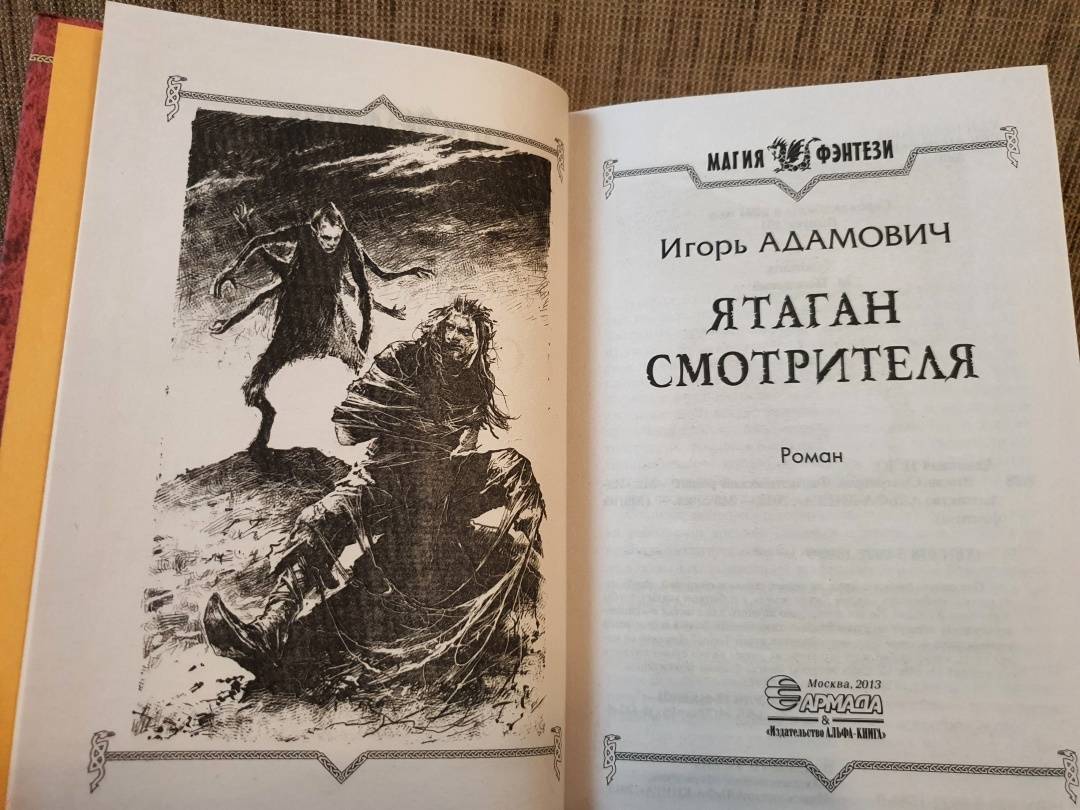 МАГИЯ ФЭНТЕЗИ
Игорь АДАМОВИЧ
ЯТАГАН
СМОТРИТЕЛЯ
Роман
Москва, 2013
АРМАДА
&
«Издательство АЛЬФА-КНИГА»